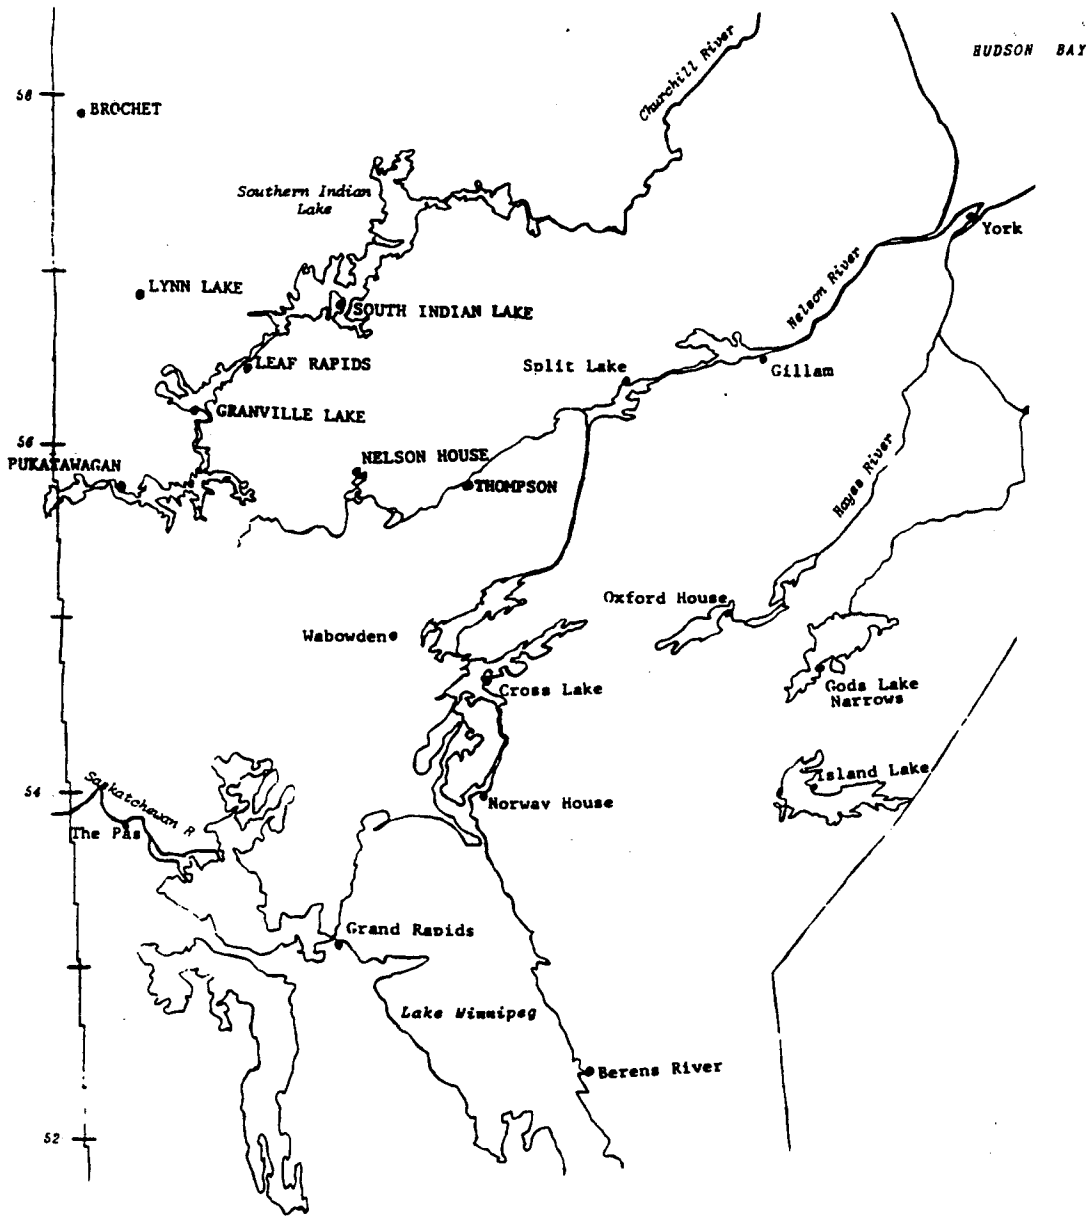 HUDSON BAY
Churchill River
58
BROCHET
Southern Indian
Lake
York
Nelson River
LYNN LAKE
SOUTH INDIAN LAKE
LEAF RAPIDS
Split Lake
Gillam
GRANVILLE LAKE
56
PUKATAWAGAN
NELSON HOUSE
THOMPSON
Hayes River
Oxford House
Wabowden
Cross Lake
Gods Lake
Narrows
Saskatchewan R
54
Island Lake
Norway House
The Pas
Grand Rapids
Lake Winnipeg
Berens River
52